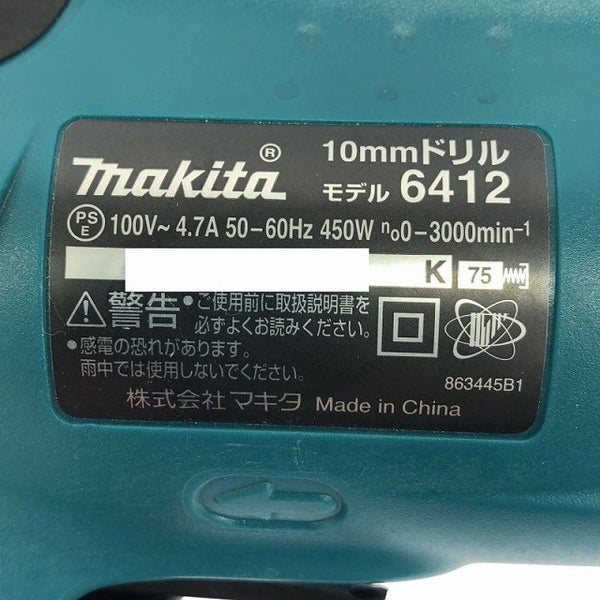 makita®
10mmドリル
モデル 6412
PSE 100V~ 4.7A 50-60Hz 450W n₀0-3000min⁻¹
K 75
警告 •ご使用前に取扱説明書を
必ずよくお読みください。
•感電の恐れがあります。
雨中では使用しないでください。
863445B1
株式会社 マキタ Made in China